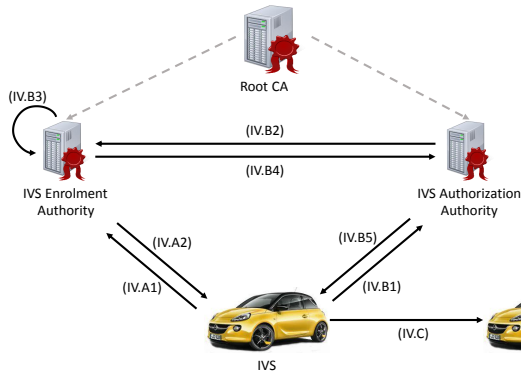 Root CA
(IV.B3)
(IV.B2)
(IV.B4)
IVS Enrolment
Authority
IVS Authorization
Authority
(IV.A2)
(IV.B5)
(IV.A1)
(IV.B1)
(IV.C)
IVS